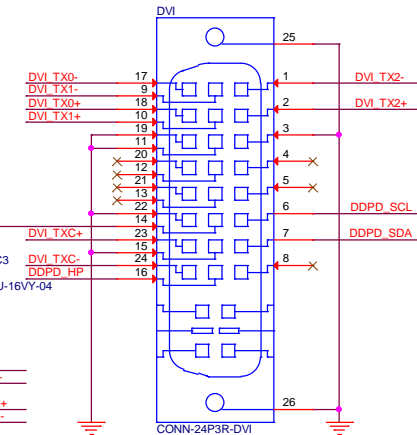 DVI
25
DVI_TX0- 17 1 DVI_TX2-
DVI_TX1- 9
DVI_TX0+ 18 2 DVI_TX2+
DVI_TX1+ 10
19 3
11
20 4
12
21 5
13
22 6 DDPD_SCL
14
DVI_TXC+ 23 7 DDPD_SDA
15
C3 DVI_TXC- 24 8
DDPD_HP 16
J-16VY-04
-
+
-
26
CONN-24P3R-DVI